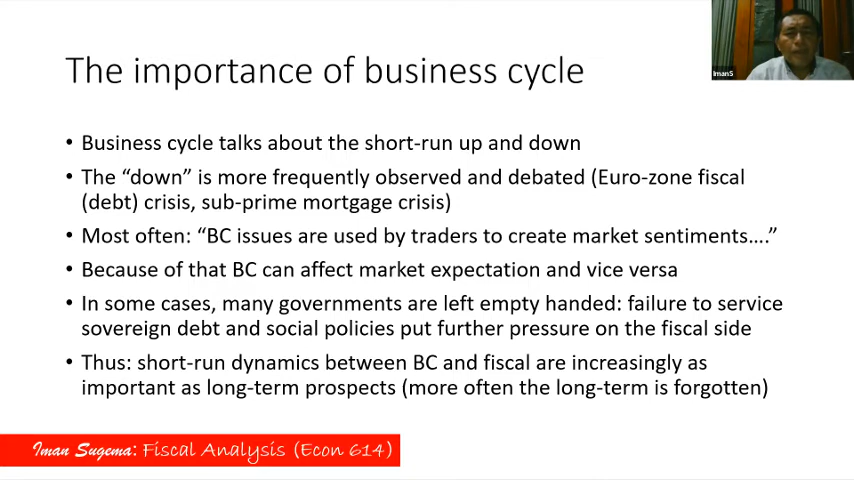 The importance of business cycle
ImanS
• Business cycle talks about the short-run up and down
• The “down” is more frequently observed and debated (Euro-zone fiscal
(debt) crisis, sub-prime mortgage crisis)
• Most often: “BC issues are used by traders to create market sentiments….”
• Because of that BC can affect market expectation and vice versa
• In some cases, many governments are left empty handed: failure to service
sovereign debt and social policies put further pressure on the fiscal side
• Thus: short-run dynamics between BC and fiscal are increasingly as
important as long-term prospects (more often the long-term is forgotten)
Iman Sugema: Fiscal Analysis (Econ 614)